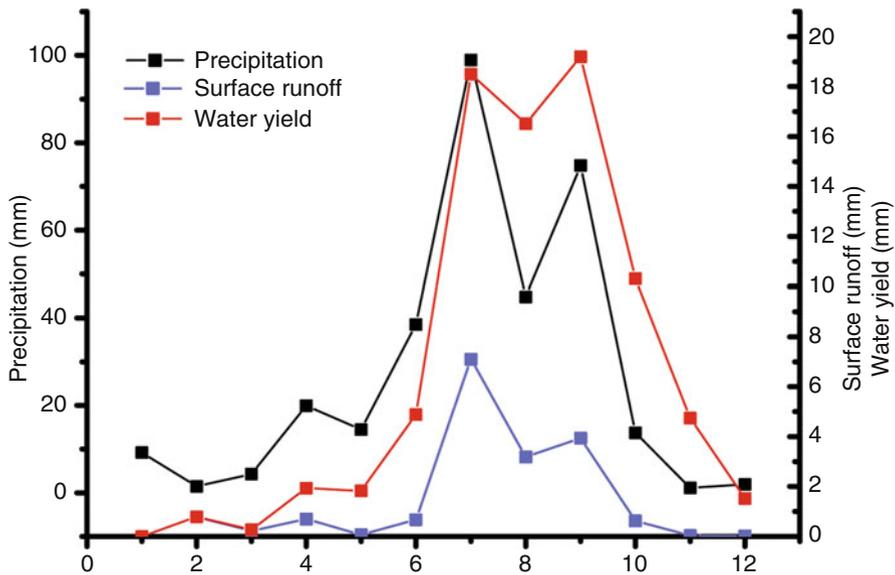 Precipitation
Surface runoff
Water yield
Precipitation (mm)
100
80
60
40
20
0
20
18
16
14
12
10
8
6
4
2
0
Surface runoff (mm)
Water yield (mm)
0 2 4 6 8 10 12